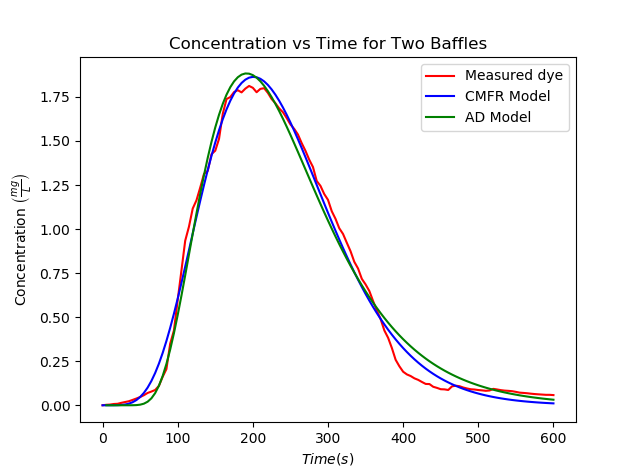 Concentration vs Time for Two Baffles
Measured dye
CMFR Model
AD Model
Concentration (mg/L)
1.75
1.50
1.25
1.00
0.75
0.50
0.25
0.00
0 100 200 300 400 500 600
Time(s)